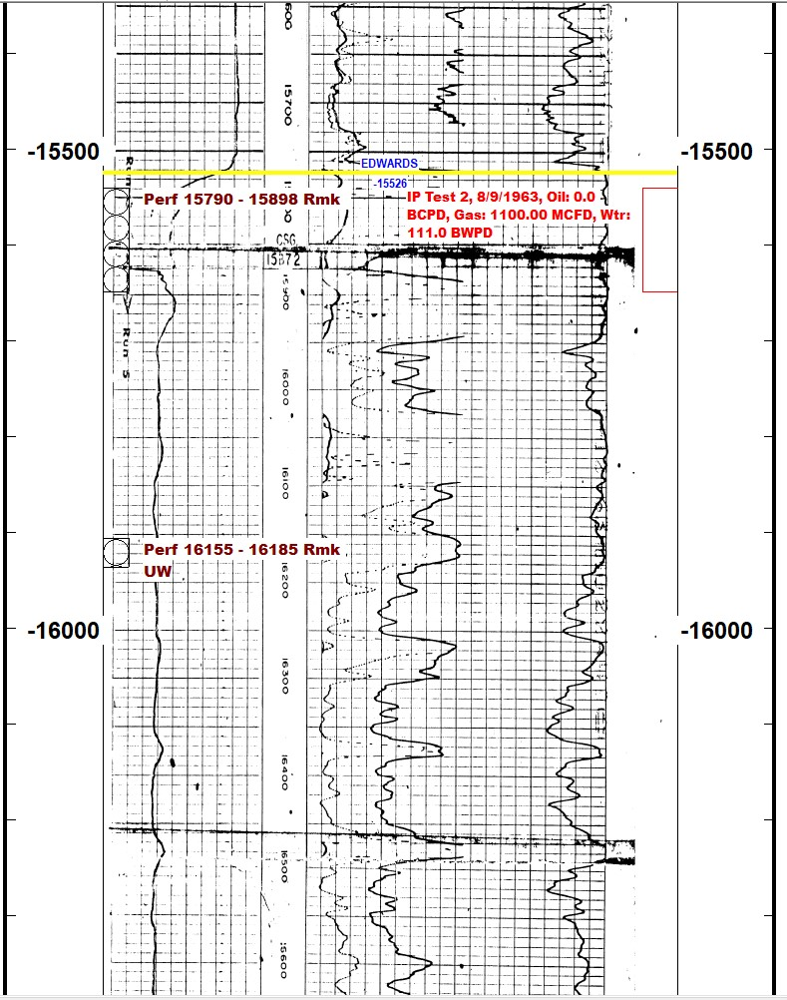 600
15700
-15500
-15500
EDWARDS
-15526
Perf 15790 - 15898 Rmk
IP Test 2, 8/9/1963, Oil: 0.0
BCPD, Gas: 1100.00 MCFD, Wtr:
111.0 BWPD
CSG
15872
15900
Run 5
16000
16100
Perf 16155 - 16185 Rmk
UW
16200
-16000
-16000
16300
16400
16500